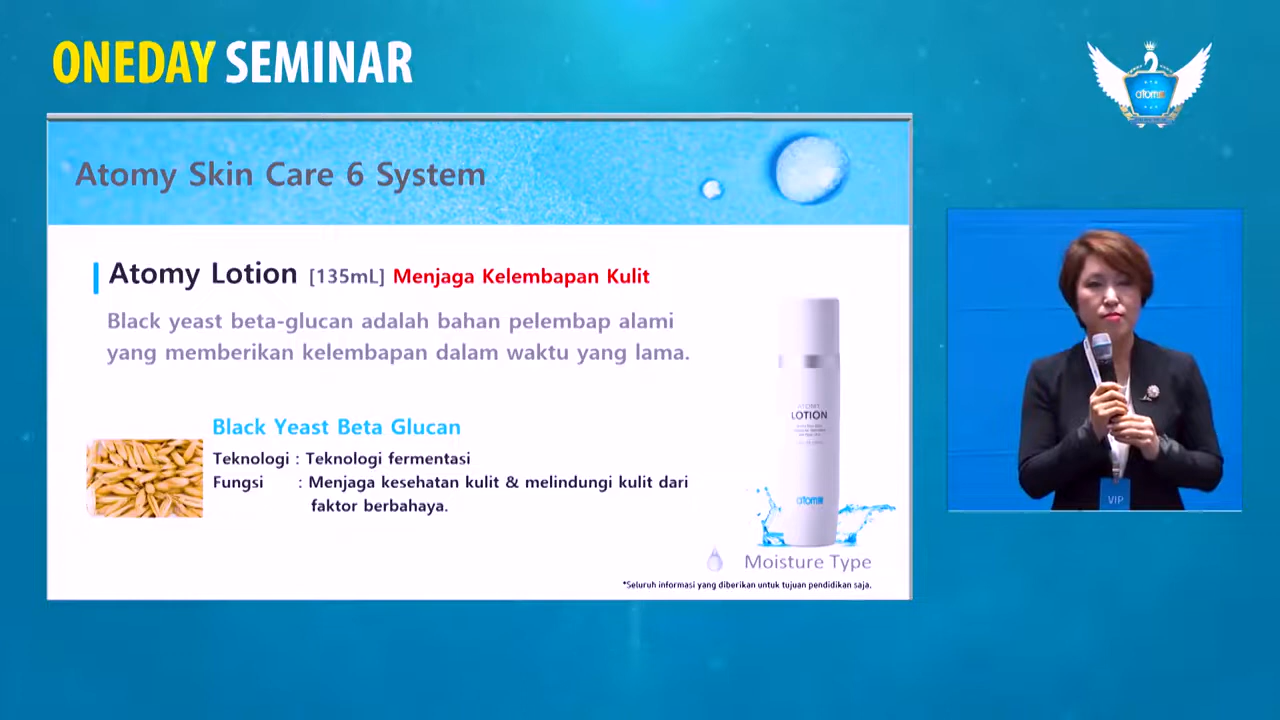 ONEDAY SEMINAR
atomy
Atomy Skin Care 6 System
Atomy Lotion [135mL] Menjaga Kelembapan Kulit
Black yeast beta-glucan adalah bahan pelembap alami
yang memberikan kelembapan dalam waktu yang lama.
Black Yeast Beta Glucan
Teknologi : Teknologi fermentasi
Fungsi : Menjaga kesehatan kulit & melindungi kulit dari
faktor berbahaya.
ATOMY
LOTION
atomy
Moisture Type
*Seluruh informasi yang diberikan untuk tujuan pendidikan saja.
VIP